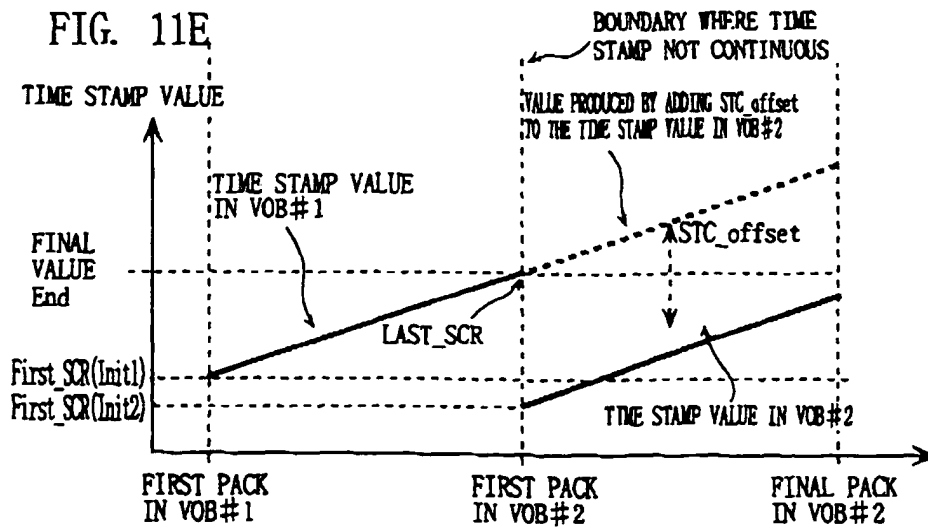 FIG. 11E
BOUNDARY WHERE TIME
STAMP NOT CONTINUOUS
TIME STAMP VALUE
VALUE PRODUCED BY ADDING STC_offset
TO THE TIME STAMP VALUE IN VOB#2
TIME STAMP VALUE
IN VOB#1
STC_offset
FINAL
VALUE
End
LAST_SCR
First_SCR(Init1)
First_SCR(Init2)
TIME STAMP VALUE IN VOB#2
FIRST PACK
IN VOB#1
FIRST PACK
IN VOB#2
FINAL PACK
IN VOB#2